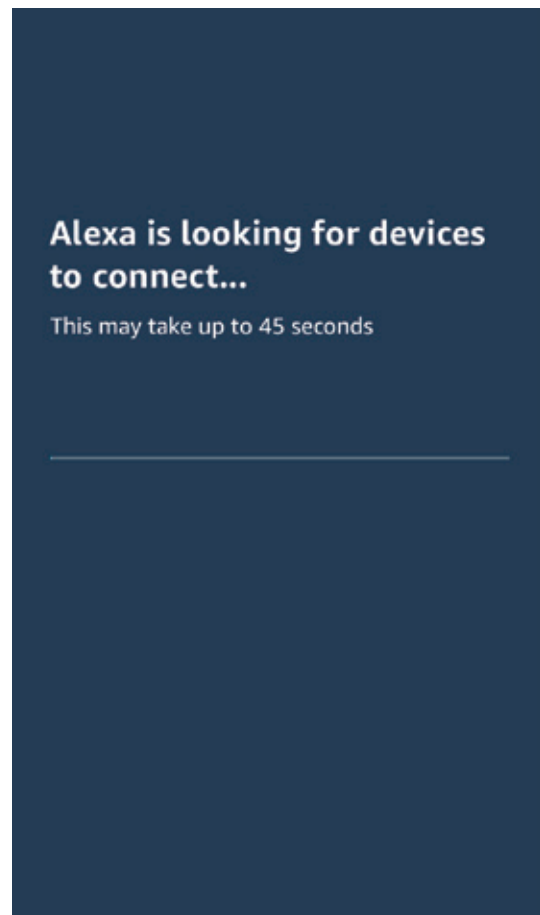 Alexa is looking for devices
to connect...
This may take up to 45 seconds